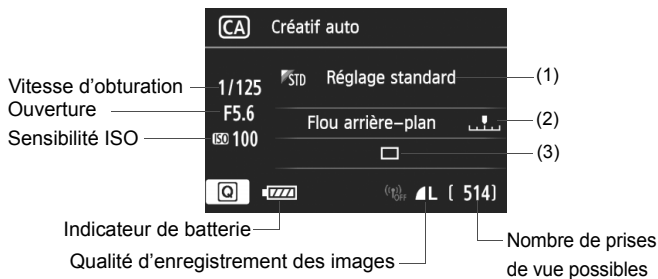 CA Créatif auto
Vitesse d'obturation 1/125 STD Réglage standard (1)
Ouverture F5.6
Flou arrière-plan (2)
Sensibilité ISO ISO 100
(3)
Q OFF L [ 514]
Indicateur de batterie
Qualité d'enregistrement des images
Nombre de prises
de vue possibles